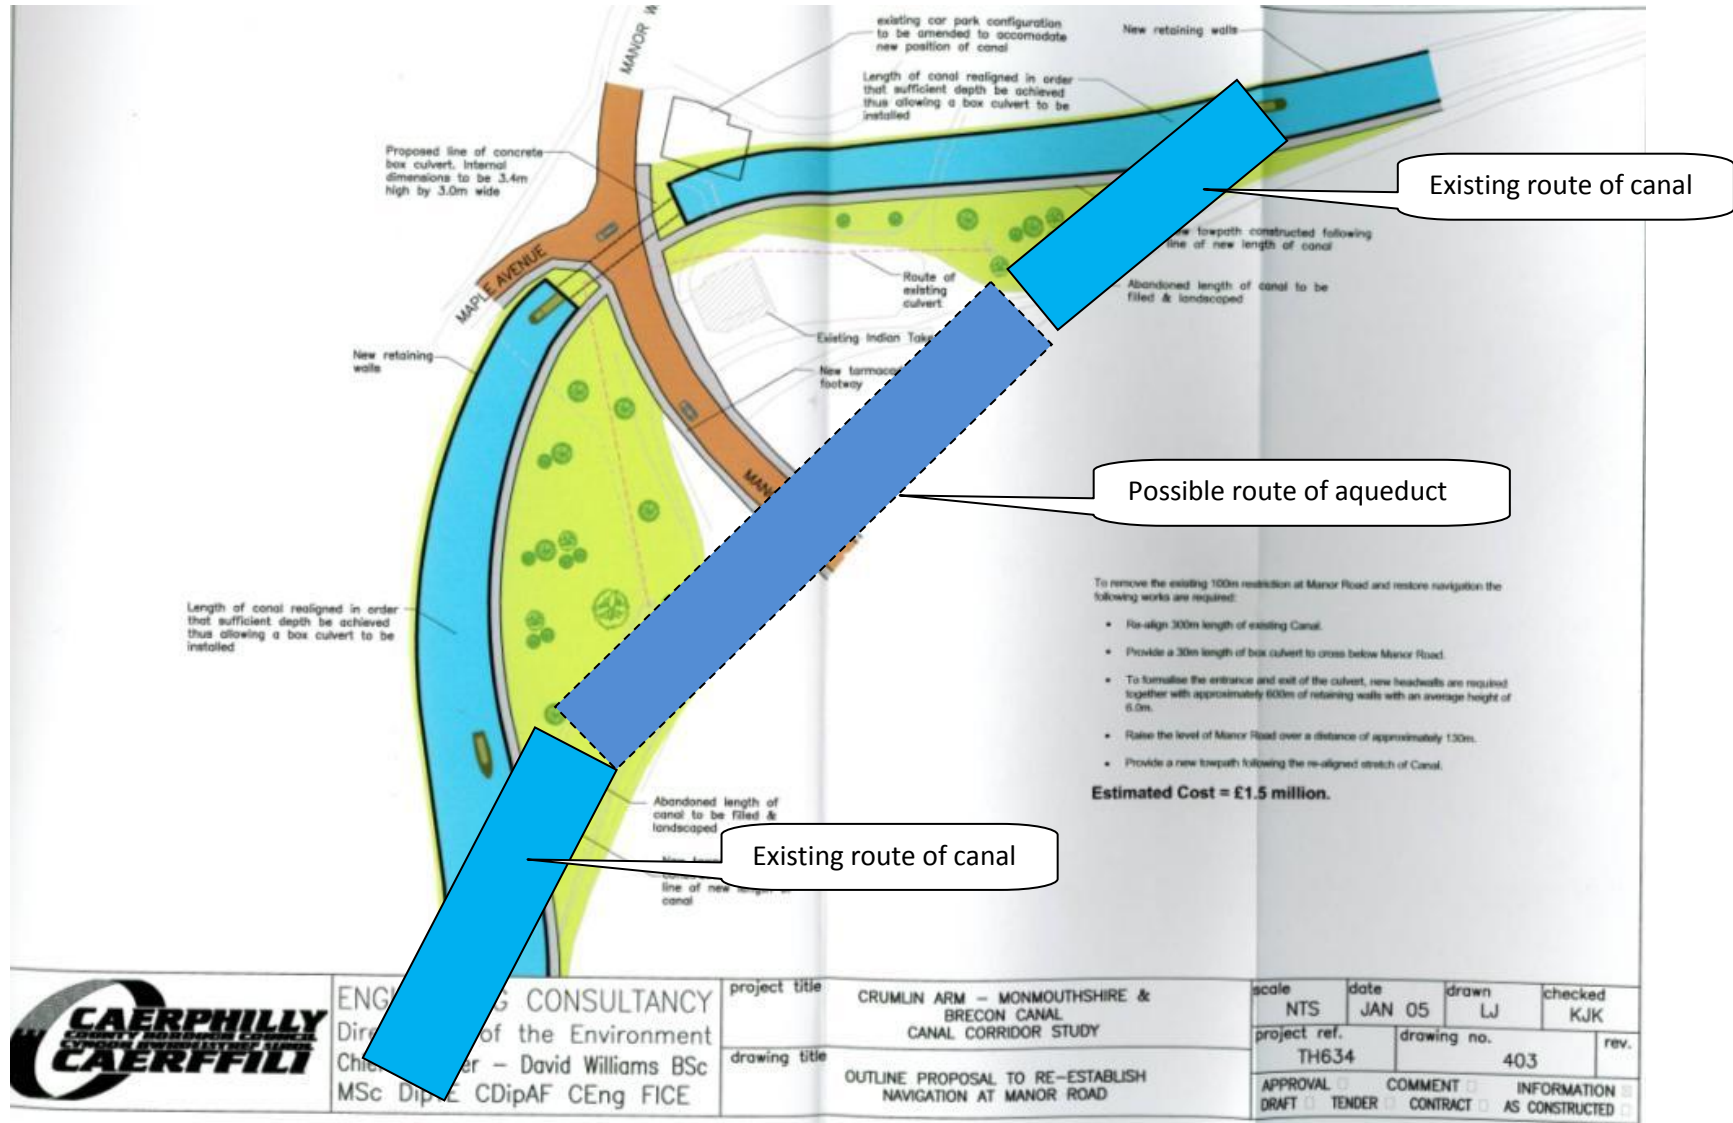 MANOR W
existing car park configuration
to be amended to accomodate
new position of canal
New retaining walls
Length of canal realigned in order
that sufficient depth be achieved
thus allowing a box culvert to be
installed
Proposed line of concrete
box culvert. Internal
dimensions to be 3.4m
high by 3.0m wide
Existing route of canal
towpath constructed following
line of new length of canal
MAPLE AVENUE
Route of
existing
culvert
Abandoned length of canal to be
filled & landscaped
Existing Indian Take
New retaining
walls
New tarmacad
footway
MAN
Possible route of aqueduct
To remove the existing 100m restriction at Manor Road and restore navigation the
following works are required:
• Re-align 300m length of existing Canal.
• Provide a 30m length of box culvert to cross below Manor Road.
• To formalise the entrance and exit of the culvert, new headwalls are required
together with approximately 600m of retaining walls with an average height of
6.0m.
• Raise the level of Manor Road over a distance of approximately 130m.
• Provide a new towpath following the re-aligned stretch of Canal.
Estimated Cost = £1.5 million.
Length of canal realigned in order
that sufficient depth be achieved
thus allowing a box culvert to be
installed
Abandoned length of
canal to be filled &
landscaped
Existing route of canal
line of new
canal
CAERPHILLY
COUNTY BOROUGH COUNCIL
CAERFFILI
ENG G CONSULTANCY
Dir of the Environment
Chie er - David Williams BSc
MSc Dip E CDipAF CEng FICE
project title
CRUMLIN ARM - MONMOUTHSHIRE &
BRECON CANAL
CANAL CORRIDOR STUDY
drawing title
OUTLINE PROPOSAL TO RE-ESTABLISH
NAVIGATION AT MANOR ROAD
scale
NTS
date
JAN 05
drawn
LJ
checked
KJK
project ref.
TH634
drawing no.
403
rev.
APPROVAL COMMENT INFORMATION
DRAFT TENDER CONTRACT AS CONSTRUCTED